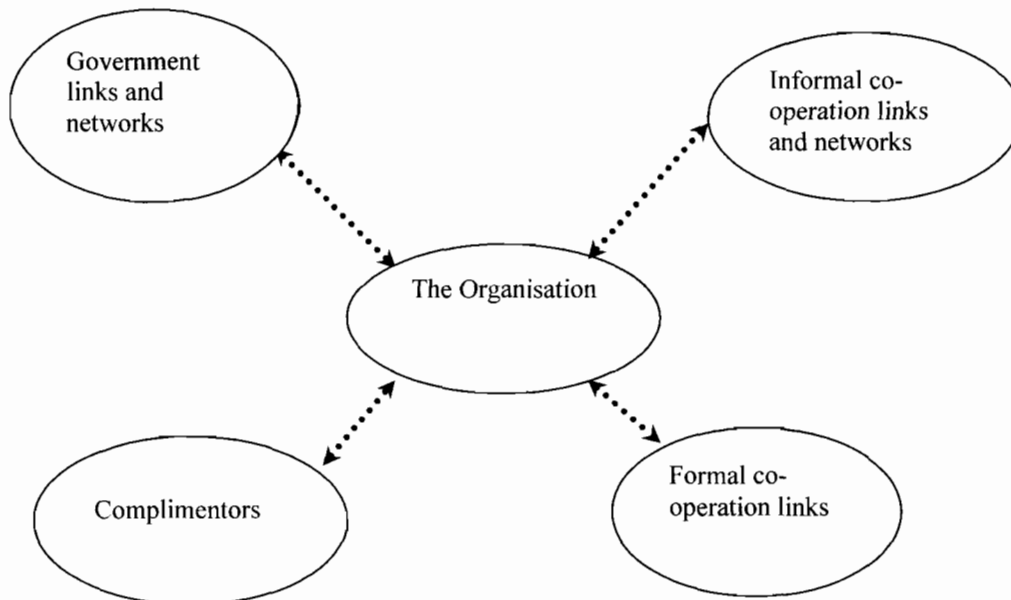 Government
links and
networks
Informal co-
operation links
and networks
The Organisation
Complimentors
Formal co-
operation links